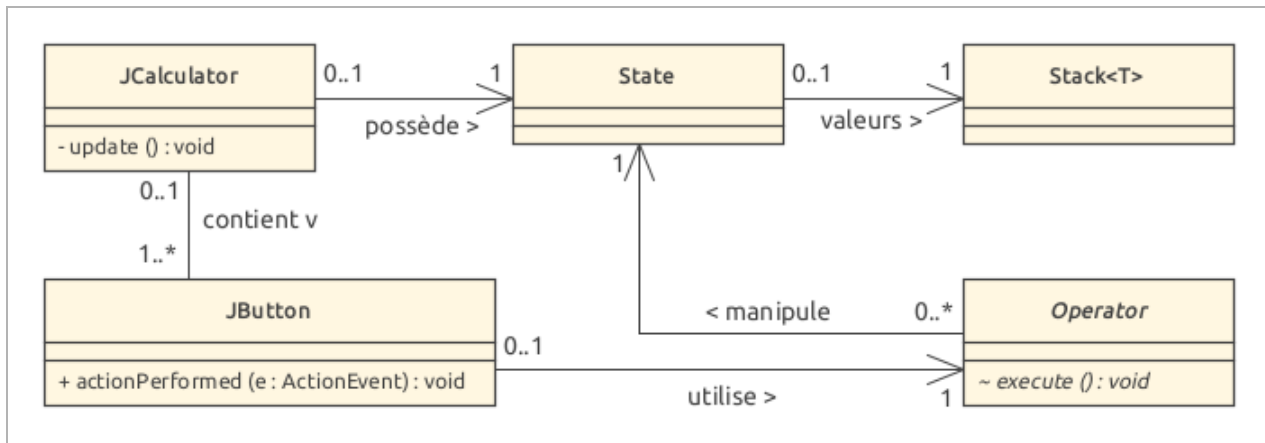 JCalculator
- update () : void
0..1
possède >
1
State
0..1
valeurs >
1
Stack<T>
0..1
contient v
1..*
JButton
+ actionPerformed (e : ActionEvent) : void
1
< manipule
0..*
Operator
~ execute () : void
0..1
utilise >
1